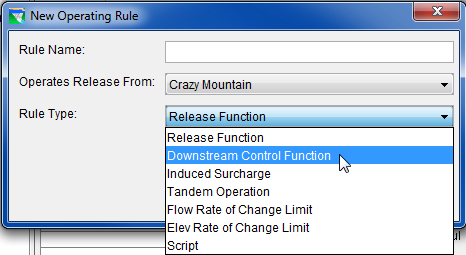 New Operating Rule
Rule Name:
Operates Release From: Crazy Mountain
Rule Type: Release Function
Release Function
Downstream Control Function
Induced Surcharge
Tandem Operation
Flow Rate of Change Limit
Elev Rate of Change Limit
Script